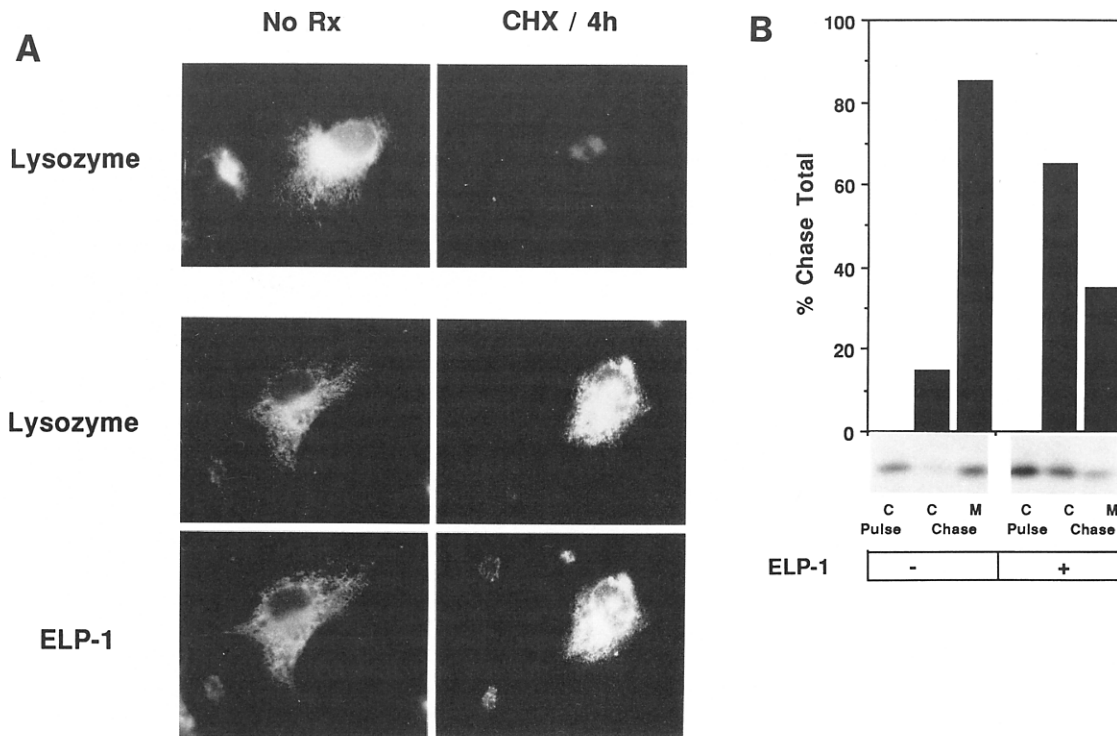 A
No Rx
CHX / 4h
Lysozyme
Lysozyme
ELP-1
B
% Chase Total
100
80
60
40
20
0
C C M C C M
Pulse Chase Pulse Chase
ELP-1 - +